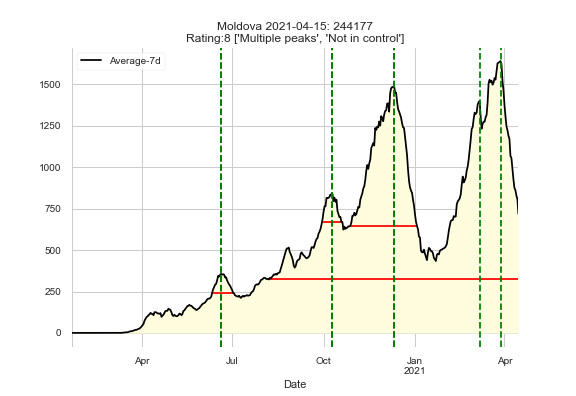 Moldova 2021-04-15: 244177
Rating:8 ['Multiple peaks', 'Not in control']
Average-7d
1500
1250
1000
750
500
250
0
Apr Jul Oct Jan Apr
2021
Date